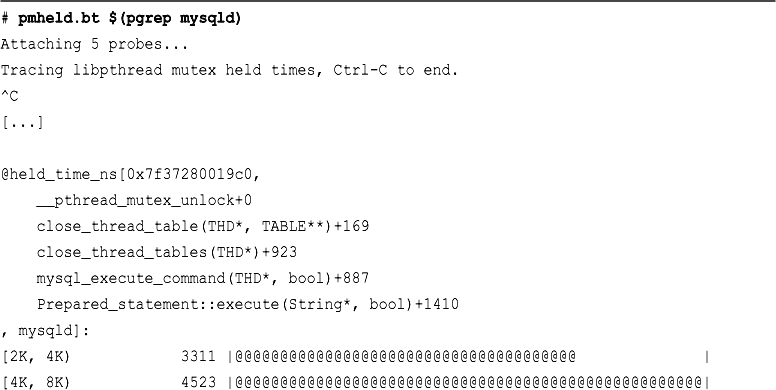 # pmheld.bt $(pgrep mysqld)
Attaching 5 probes...
Tracing libpthread mutex held times, Ctrl-C to end.
^C
[...]

@held_time_ns[0x7f37280019c0,
    __pthread_mutex_unlock+0
    close_thread_table(THD*, TABLE**)+169
    close_thread_tables(THD*)+923
    mysql_execute_command(THD*, bool)+887
    Prepared_statement::execute(String*, bool)+1410
, mysqld]:
[2K, 4K)            3311 |@@@@@@@@@@@@@@@@@@@@@@@@@@@@@@@@@@@@@@              |
[4K, 8K)            4523 |@@@@@@@@@@@@@@@@@@@@@@@@@@@@@@@@@@@@@@@@@@@@@@@@@@@@|